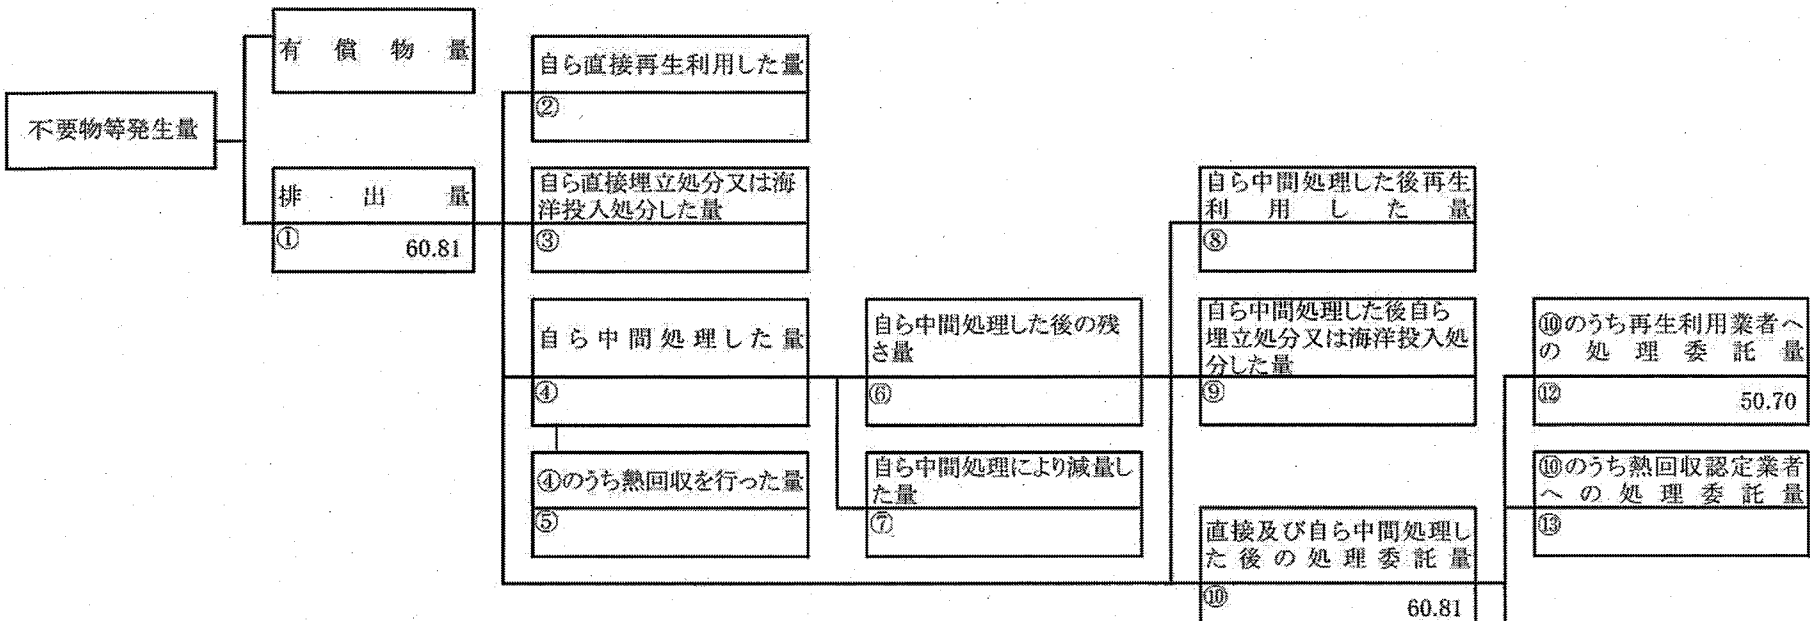 有償物量
不要物等発生量
排出量
①
60.81
自ら直接再生利用した量
②
自ら直接埋立処分又は海
洋投入処分した量
③
自ら中間処理した量
④
④のうち熱回収を行った量
⑤
自ら中間処理した後の残
さ量
⑥
自ら中間処理により減量し
た量
⑦
自ら中間処理した後再生
利用した量
⑧
自ら中間処理した後自ら
埋立処分又は海洋投入処
分した量
⑨
直接及び自ら中間処理し
た後の処理委託量
⑩
60.81
⑩のうち再生利用業者へ
の処理委託量
⑫
50.70
⑩のうち熱回収認定業者
への処理委託量
⑬